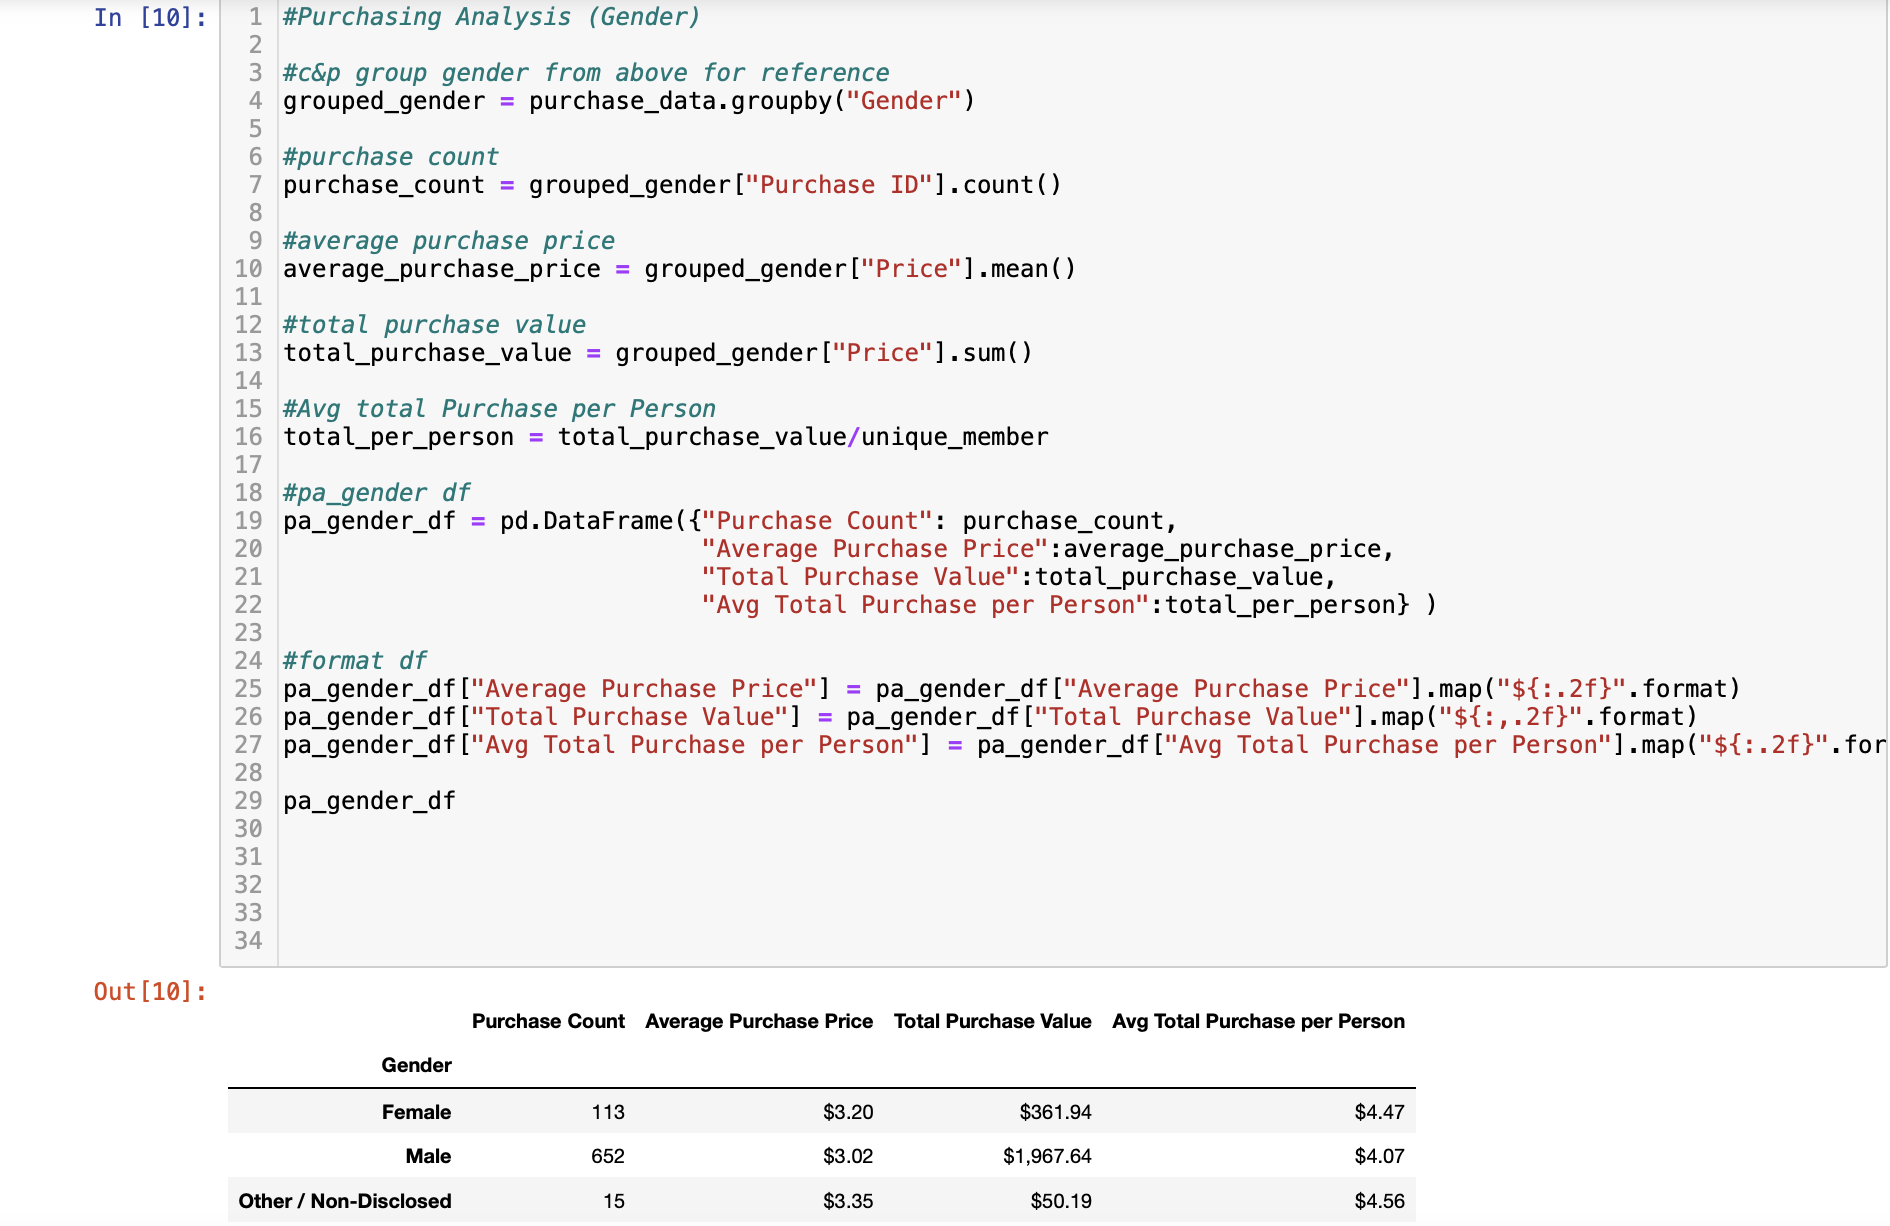 In [10]:
1 #Purchasing Analysis (Gender)
2
3 #c&p group gender from above for reference
4 grouped_gender = purchase_data.groupby("Gender")
5
6 #purchase count
7 purchase_count = grouped_gender["Purchase ID"].count()
8
9 #average purchase price
10 average_purchase_price = grouped_gender["Price"].mean()
11
12 #total purchase value
13 total_purchase_value = grouped_gender["Price"].sum()
14
15 #Avg total Purchase per Person
16 total_per_person = total_purchase_value/unique_member
17
18 #pa_gender df
19 pa_gender_df = pd.DataFrame({"Purchase Count": purchase_count,
20 "Average Purchase Price":average_purchase_price,
21 "Total Purchase Value":total_purchase_value,
22 "Avg Total Purchase per Person":total_per_person} )
23
24 #format df
25 pa_gender_df["Average Purchase Price"] = pa_gender_df["Average Purchase Price"].map("${:.2f}".format)
26 pa_gender_df["Total Purchase Value"] = pa_gender_df["Total Purchase Value"].map("${:,.2f}".format)
27 pa_gender_df["Avg Total Purchase per Person"] = pa_gender_df["Avg Total Purchase per Person"].map("${:.2f}".for
28
29 pa_gender_df
30
31
32
33
34
Out[10]:
Purchase Count Average Purchase Price Total Purchase Value Avg Total Purchase per Person
Gender
Female 113 $3.20 $361.94 $4.47
Male 652 $3.02 $1,967.64 $4.07
Other / Non-Disclosed 15 $3.35 $50.19 $4.56